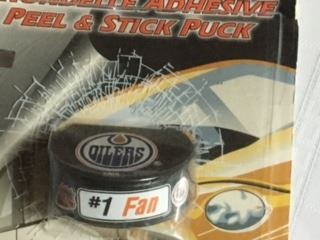 ADHESIVE
PEEL & STICK PUCK
OILERS
#1 Fan